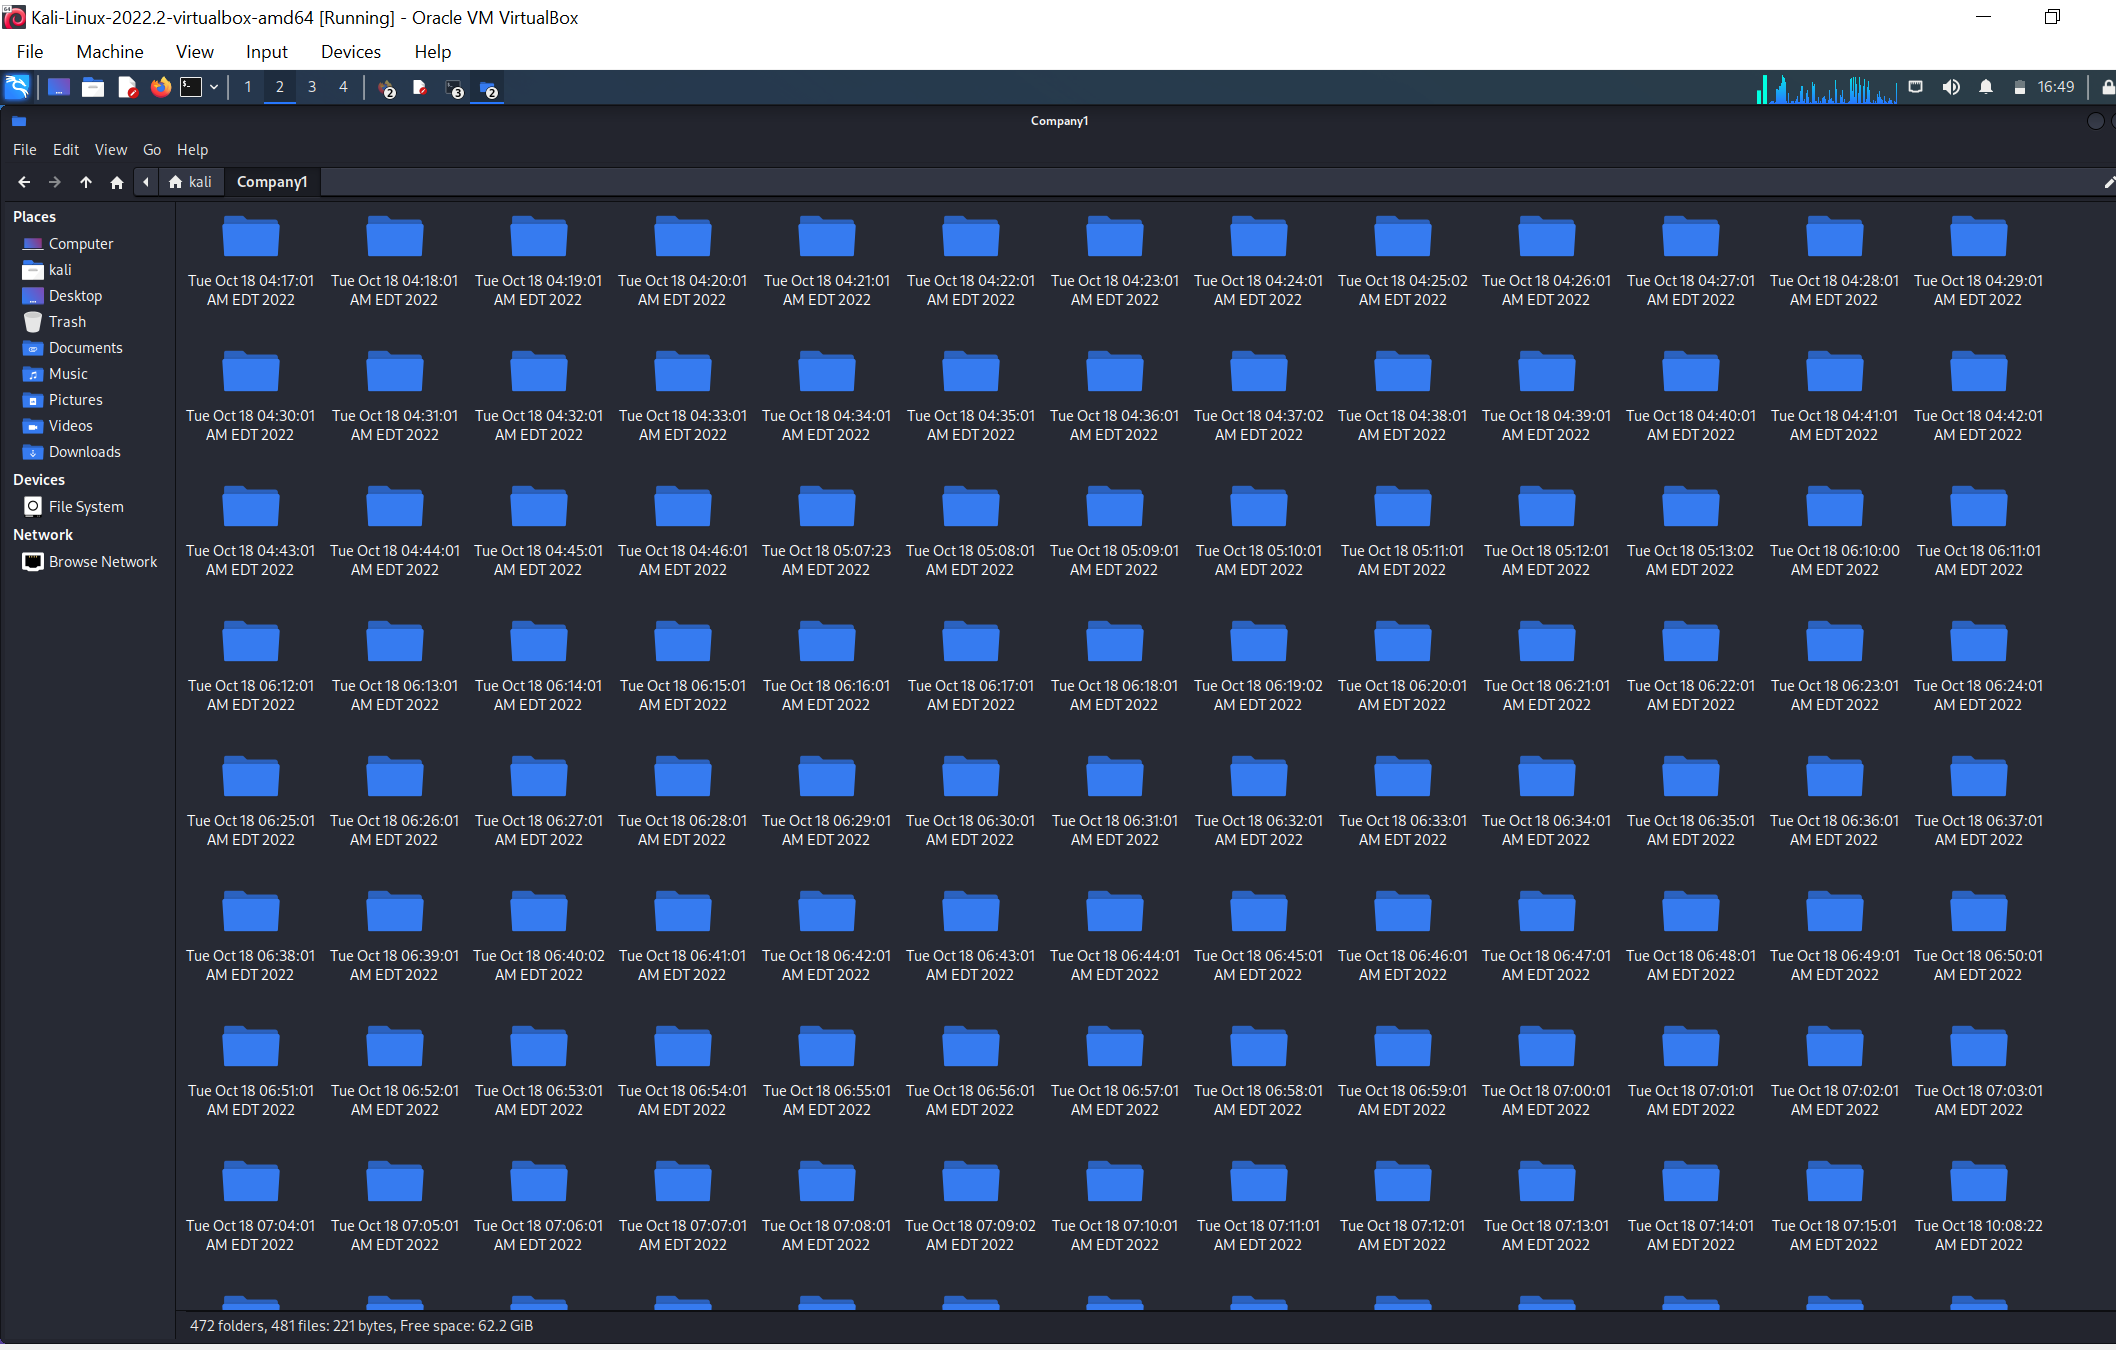 Kali-Linux-2022.2-virtualbox-amd64 [Running] - Oracle VM VirtualBox
File Machine View Input Devices Help
1 2 3 4 2 3 2 16:49
Company1
File Edit View Go Help
kali Company1
Places
Computer
kali
Desktop
Trash
Documents
Music
Pictures
Videos
Downloads
Devices
File System
Network
Browse Network
Tue Oct 18 04:17:01 Tue Oct 18 04:18:01 Tue Oct 18 04:19:01 Tue Oct 18 04:20:01 Tue Oct 18 04:21:01 Tue Oct 18 04:22:01 Tue Oct 18 04:23:01 Tue Oct 18 04:24:01 Tue Oct 18 04:25:02 Tue Oct 18 04:26:01 Tue Oct 18 04:27:01 Tue Oct 18 04:28:01 Tue Oct 18 04:29:01
AM EDT 2022 AM EDT 2022 AM EDT 2022 AM EDT 2022 AM EDT 2022 AM EDT 2022 AM EDT 2022 AM EDT 2022 AM EDT 2022 AM EDT 2022 AM EDT 2022 AM EDT 2022 AM EDT 2022
Tue Oct 18 04:30:01 Tue Oct 18 04:31:01 Tue Oct 18 04:32:01 Tue Oct 18 04:33:01 Tue Oct 18 04:34:01 Tue Oct 18 04:35:01 Tue Oct 18 04:36:01 Tue Oct 18 04:37:02 Tue Oct 18 04:38:01 Tue Oct 18 04:39:01 Tue Oct 18 04:40:01 Tue Oct 18 04:41:01 Tue Oct 18 04:42:01
AM EDT 2022 AM EDT 2022 AM EDT 2022 AM EDT 2022 AM EDT 2022 AM EDT 2022 AM EDT 2022 AM EDT 2022 AM EDT 2022 AM EDT 2022 AM EDT 2022 AM EDT 2022 AM EDT 2022
Tue Oct 18 04:43:01 Tue Oct 18 04:44:01 Tue Oct 18 04:45:01 Tue Oct 18 04:46:01 Tue Oct 18 05:07:23 Tue Oct 18 05:08:01 Tue Oct 18 05:09:01 Tue Oct 18 05:10:01 Tue Oct 18 05:11:01 Tue Oct 18 05:12:01 Tue Oct 18 05:13:02 Tue Oct 18 06:10:00 Tue Oct 18 06:11:01
AM EDT 2022 AM EDT 2022 AM EDT 2022 AM EDT 2022 AM EDT 2022 AM EDT 2022 AM EDT 2022 AM EDT 2022 AM EDT 2022 AM EDT 2022 AM EDT 2022 AM EDT 2022 AM EDT 2022
Tue Oct 18 06:12:01 Tue Oct 18 06:13:01 Tue Oct 18 06:14:01 Tue Oct 18 06:15:01 Tue Oct 18 06:16:01 Tue Oct 18 06:17:01 Tue Oct 18 06:18:01 Tue Oct 18 06:19:02 Tue Oct 18 06:20:01 Tue Oct 18 06:21:01 Tue Oct 18 06:22:01 Tue Oct 18 06:23:01 Tue Oct 18 06:24:01
AM EDT 2022 AM EDT 2022 AM EDT 2022 AM EDT 2022 AM EDT 2022 AM EDT 2022 AM EDT 2022 AM EDT 2022 AM EDT 2022 AM EDT 2022 AM EDT 2022 AM EDT 2022 AM EDT 2022
Tue Oct 18 06:25:01 Tue Oct 18 06:26:01 Tue Oct 18 06:27:01 Tue Oct 18 06:28:01 Tue Oct 18 06:29:01 Tue Oct 18 06:30:01 Tue Oct 18 06:31:01 Tue Oct 18 06:32:01 Tue Oct 18 06:33:01 Tue Oct 18 06:34:01 Tue Oct 18 06:35:01 Tue Oct 18 06:36:01 Tue Oct 18 06:37:01
AM EDT 2022 AM EDT 2022 AM EDT 2022 AM EDT 2022 AM EDT 2022 AM EDT 2022 AM EDT 2022 AM EDT 2022 AM EDT 2022 AM EDT 2022 AM EDT 2022 AM EDT 2022 AM EDT 2022
Tue Oct 18 06:38:01 Tue Oct 18 06:39:01 Tue Oct 18 06:40:02 Tue Oct 18 06:41:01 Tue Oct 18 06:42:01 Tue Oct 18 06:43:01 Tue Oct 18 06:44:01 Tue Oct 18 06:45:01 Tue Oct 18 06:46:01 Tue Oct 18 06:47:01 Tue Oct 18 06:48:01 Tue Oct 18 06:49:01 Tue Oct 18 06:50:01
AM EDT 2022 AM EDT 2022 AM EDT 2022 AM EDT 2022 AM EDT 2022 AM EDT 2022 AM EDT 2022 AM EDT 2022 AM EDT 2022 AM EDT 2022 AM EDT 2022 AM EDT 2022 AM EDT 2022
Tue Oct 18 06:51:01 Tue Oct 18 06:52:01 Tue Oct 18 06:53:01 Tue Oct 18 06:54:01 Tue Oct 18 06:55:01 Tue Oct 18 06:56:01 Tue Oct 18 06:57:01 Tue Oct 18 06:58:01 Tue Oct 18 06:59:01 Tue Oct 18 07:00:01 Tue Oct 18 07:01:01 Tue Oct 18 07:02:01 Tue Oct 18 07:03:01
AM EDT 2022 AM EDT 2022 AM EDT 2022 AM EDT 2022 AM EDT 2022 AM EDT 2022 AM EDT 2022 AM EDT 2022 AM EDT 2022 AM EDT 2022 AM EDT 2022 AM EDT 2022 AM EDT 2022
Tue Oct 18 07:04:01 Tue Oct 18 07:05:01 Tue Oct 18 07:06:01 Tue Oct 18 07:07:01 Tue Oct 18 07:08:01 Tue Oct 18 07:09:02 Tue Oct 18 07:10:01 Tue Oct 18 07:11:01 Tue Oct 18 07:12:01 Tue Oct 18 07:13:01 Tue Oct 18 07:14:01 Tue Oct 18 07:15:01 Tue Oct 18 10:08:22
AM EDT 2022 AM EDT 2022 AM EDT 2022 AM EDT 2022 AM EDT 2022 AM EDT 2022 AM EDT 2022 AM EDT 2022 AM EDT 2022 AM EDT 2022 AM EDT 2022 AM EDT 2022 AM EDT 2022
472 folders, 481 files: 221 bytes, Free space: 62.2 GiB